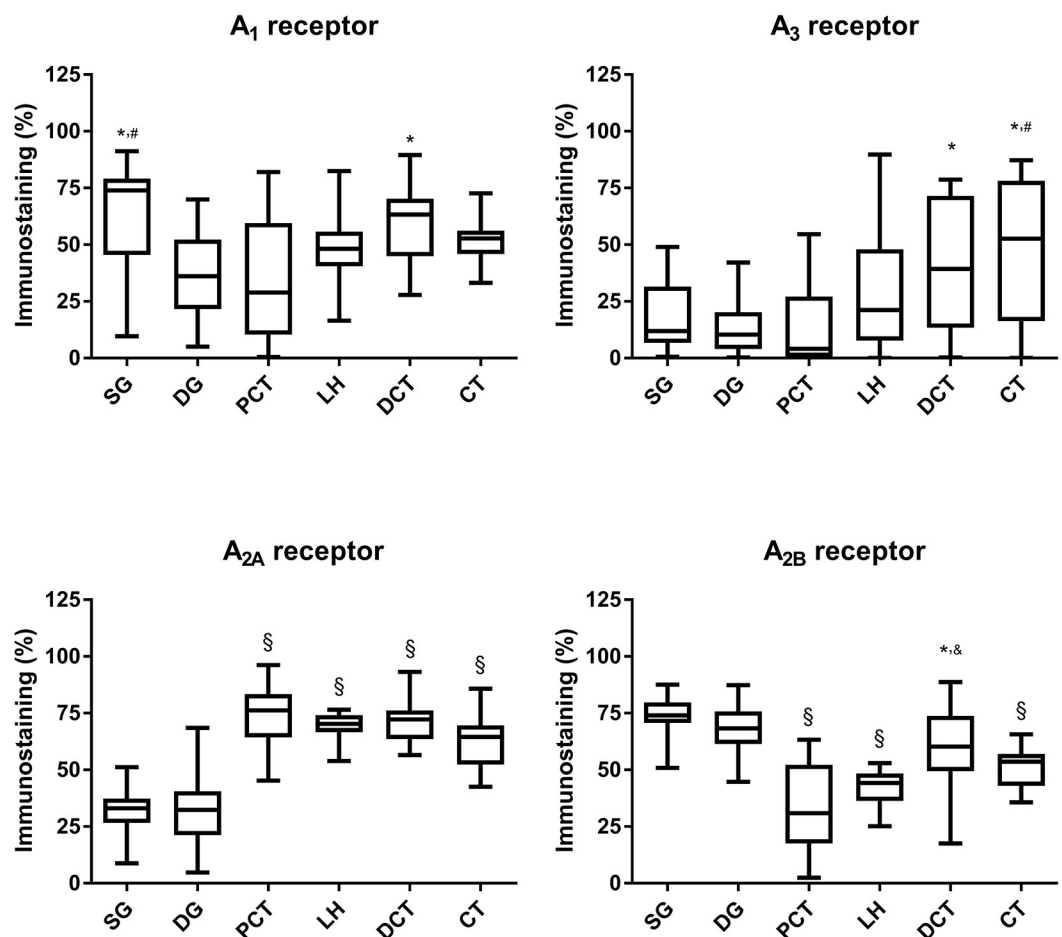 A₁ receptor
Immunostaining (%)
125
100
75
50
25
0
*,#
*
SG DG PCT LH DCT CT
A₃ receptor
Immunostaining (%)
125
100
75
50
25
0
*
*,#
SG DG PCT LH DCT CT
A₂A receptor
Immunostaining (%)
125
100
75
50
25
0
§ § § §
SG DG PCT LH DCT CT
A₂B receptor
Immunostaining (%)
125
100
75
50
25
0
§ § *,& §
SG DG PCT LH DCT CT